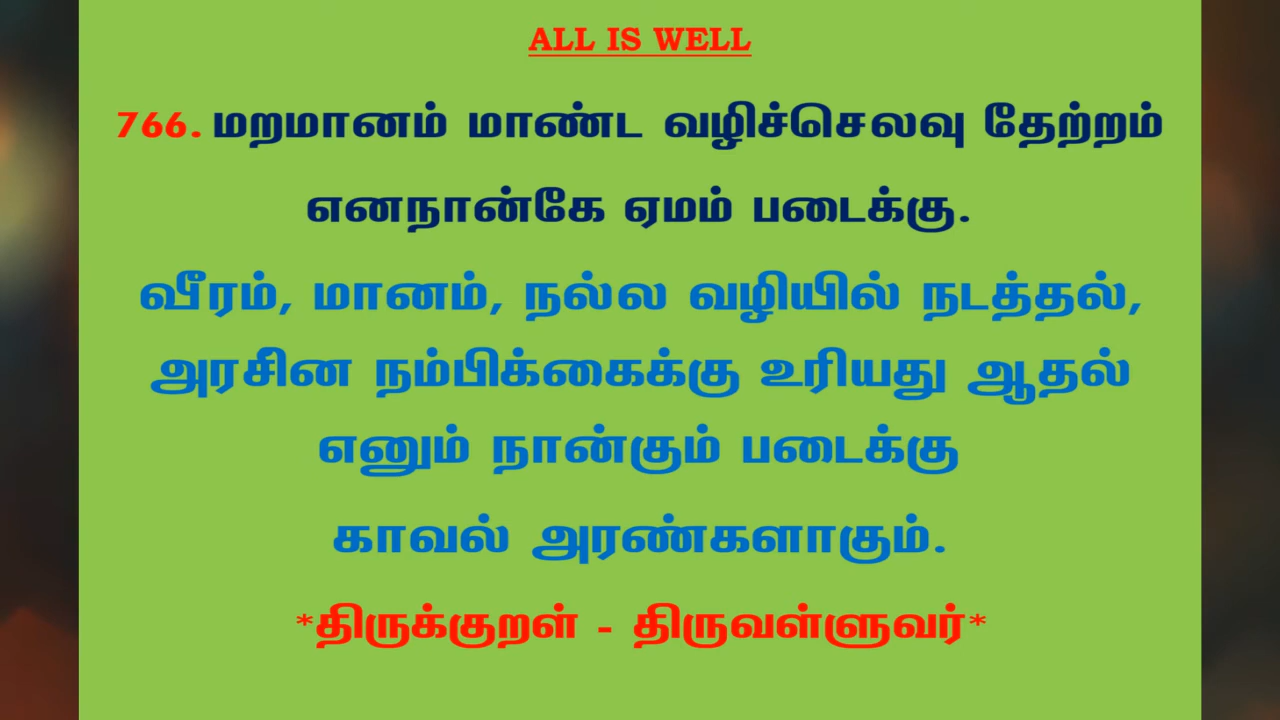 ALL IS WELL
766. மறமானம் மாண்ட வழிச்செலவு தேற்றம்
எனநான்கே ஏமம் படைக்கு.
வீரம், மானம், நல்ல வழியில் நடத்தல்,
அரசின நம்பிக்கைக்கு உரியது ஆதல்
எனும் நான்கும் படைக்கு
காவல் அரண்களாகும்.
*திருக்குறள் - திருவள்ளுவர்*